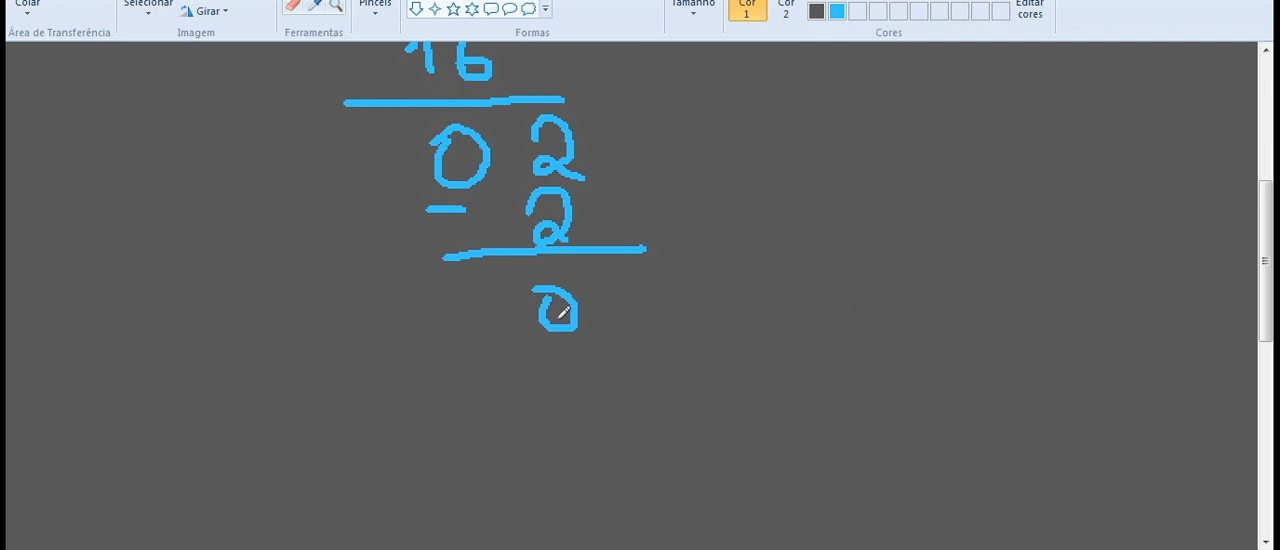 Colar
Selecionar
Girar
Pincéis
Tamanho
Cor
1
Cor
2
Editar
cores
Área de Transferência
Imagem
Ferramentas
Formas
Cores
16
02
- 2
0